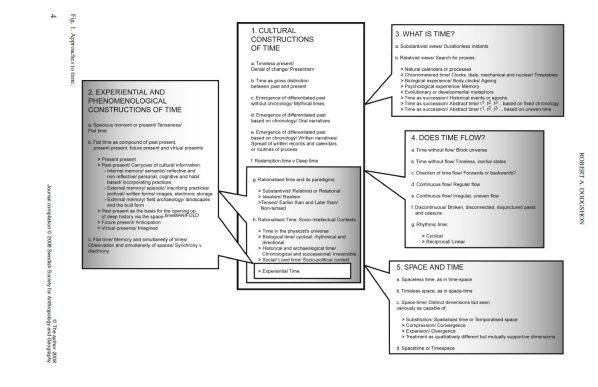 ROBERT A. DODGSHON
1. CULTURAL
CONSTRUCTIONS
OF TIME
a. Timeless present/
Denial of change/ Presentism
b. Time as gross distinction
between past and present
c. Emergence of differentiated past
without chronology/ Mythical times
d. Emergence of differentiated past
based on chronology/ Oral narratives
e. Emergence of differentiated past
based on chronology/ Written narratives/
Spread of written records and calendars
or routines of process
f. Redemption time v Deep time
g. Rationalised time and its paradigms:
> Substantivist/ Relativist or Relational
> Idealism/ Realism
>Tensed/ Earlier than and Later than/
Non-tensed
h. Rationalised Time: Socio-Intellectual Contexts
> Time in the physicist's universe
> Biological time/ cyclical, rhythmical and
directional
> Historical and archaeological time/
Chronological and successional/ Irreversible
> Social/ Lived time/ Socio-political context
> Experiential Time
2. EXPERIENTIAL AND
PHENOMENOLOGICAL
CONSTRUCTIONS OF TIME
a. Specious moment or present/ Tenseness/
Flat time
b. Flat time as compound of past present,
present present, future present and virtual presents
> Present present
> Past present/ Carryover of cultural information:
- Internal memory/ semantic/ reflective and
non reflective/ personal, cognitive and habit
based/ incorporating practices
- External memory/ episodic/ inscribing practices/
archival/ written forms/ images, electronic storage
- External memory/ field archaeology/ landscapes
and the built form
> Past present as the basis for the opening up
of deep history via the space-timeMANIFOLD
> Future present/ Anticipation
> Virtual presents/ Imagined
c. Flat time/ Memory and simultaneity of times/
Observation and simultaneity of spaces/ Synchrony v.
diachrony
3. WHAT IS TIME?
a. Substantivist views/ Durationless instants
b. Relativist views/ Search for process:
> Natural calendars or processes
> Chronometered time/ Clocks, dials, mechanical and nuclear/ Timetables
> Biological experience/ Body clocks/ Ageing
> Psychological experience/ Memory
> Evolutionary or developmental metaphors
> Time as succession/ Historical events or epochs
> Time as succession/ Abstract time/ t¹, t², t³ ... based on fixed chronology
> Time as succession/ Abstract time/ t¹, t², t³ ... based on uneven time
4. DOES TIME FLOW?
a. Time without flow/ Block universe
b. Time without flow/ Timeless, inertial states
c. Direction of time flow/ Forwards or backwards?
d. Continuous flow/ Regular flow
e. Continuous flow/ Irregular, uneven flow
f. Discontinuous/ Broken, disconnected, disjunctured pasts
and caesura
g. Rhythmic time:
> Cyclical
> Reciprocal/ Linear
5. SPACE AND TIME
a. Spaceless time, as in time-space
b. Timeless space, as in space-time
c. Space-time/ Distinct dimensions but seen
variously as capable of:
> Substitution/ Spatialised time or Temporalised space
> Compression/ Convergence
> Expansion/ Divergence
> Treatment as qualitatively different but mutually supportive dimensions
d. Spacetime or Timespace
Fig. 1. Approaches to time.
4
© The author 2008
Journal compilation © 2008 Swedish Society for Anthropology and Geography